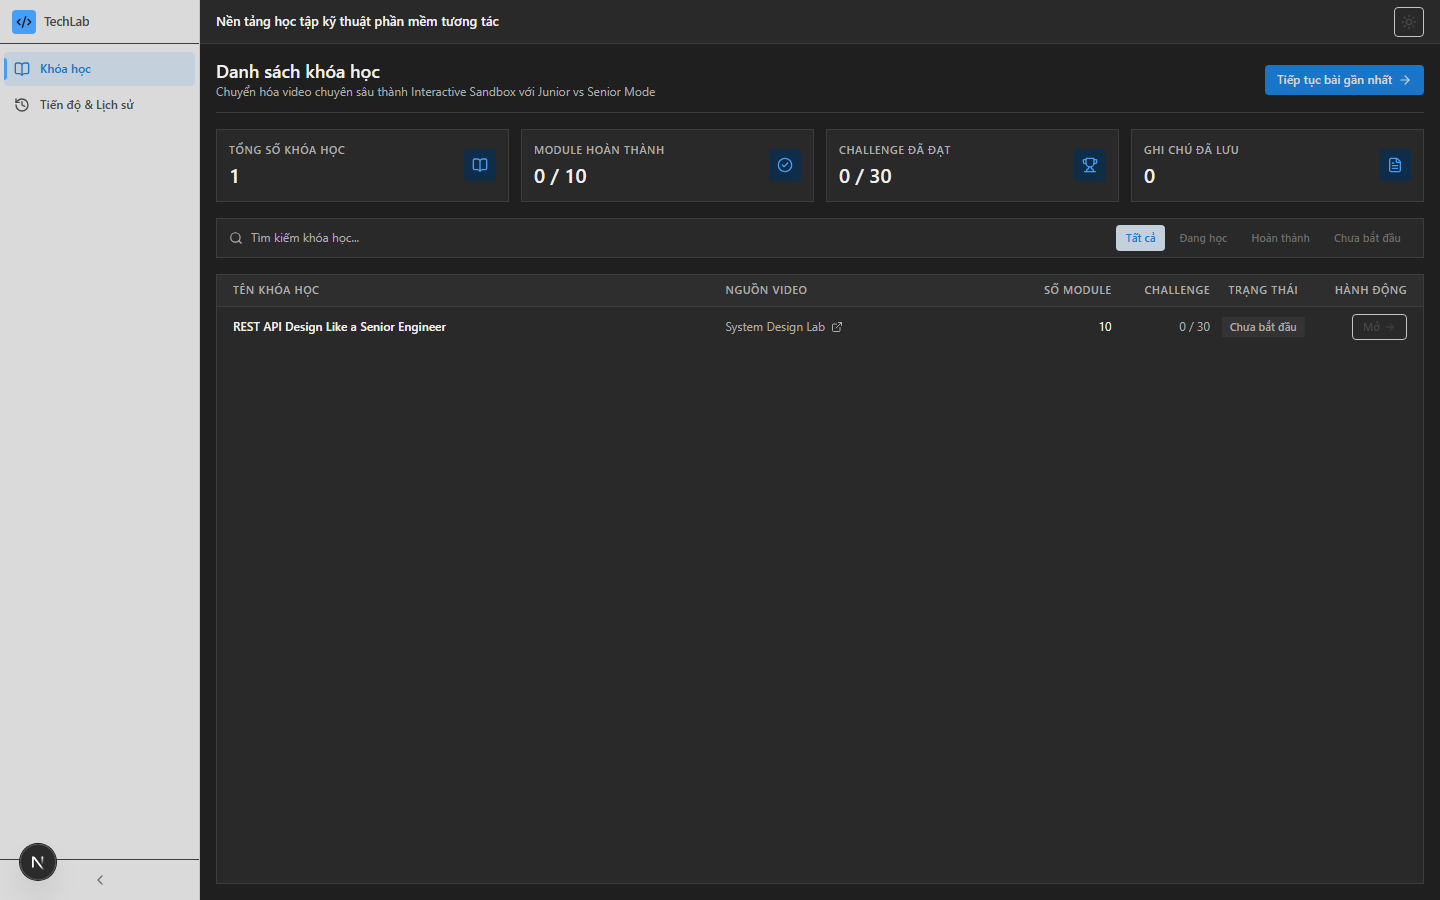 TechLab
Nền tảng học tập kỹ thuật phần mềm tương tác
Khóa học
Tiến độ & Lịch sử
Danh sách khóa học
Chuyển hóa video chuyên sâu thành Interactive Sandbox với Junior vs Senior Mode
Tiếp tục bài gần nhất
TỔNG SỐ KHÓA HỌC
1
MODULE HOÀN THÀNH
0 / 10
CHALLENGE ĐÃ ĐẠT
0 / 30
GHI CHÚ ĐÃ LƯU
0
Tìm kiếm khóa học...
Tất cả
Đang học
Hoàn thành
Chưa bắt đầu
TÊN KHÓA HỌC NGUỒN VIDEO SỐ MODULE CHALLENGE TRẠNG THÁI HÀNH ĐỘNG
REST API Design Like a Senior Engineer System Design Lab 10 0 / 30 Chưa bắt đầu Mở →
N